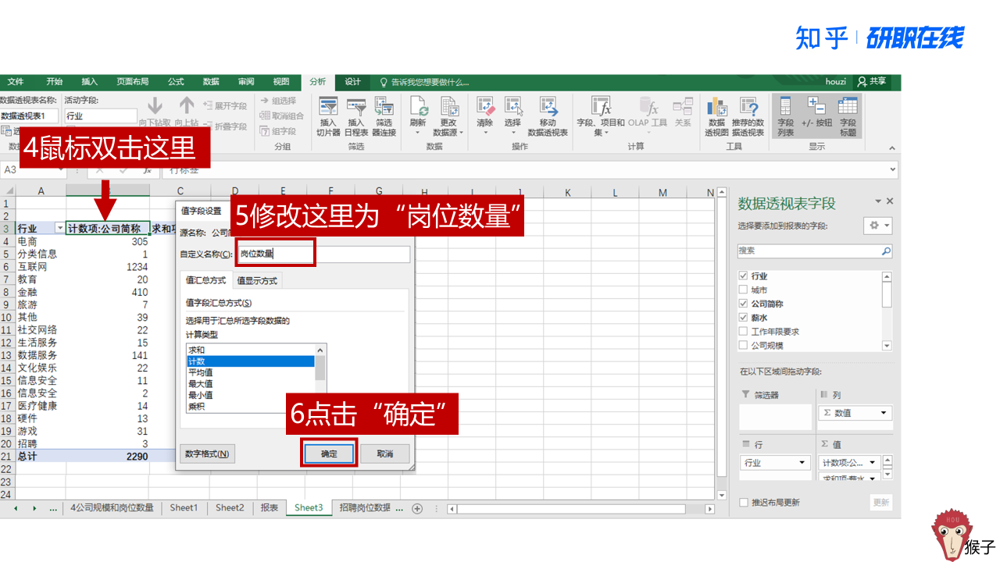 知乎 | 研职在线
文件 开始 插入 页面布局 公式 数据 审阅 视图 分析 设计 告诉我您想要做什么... houzi 共享
数据透视表名称: 活动字段:
数据透视表1 行业
向下钻取 向上钻
展开字段
折叠字段
组选择
取消组合
组字段
分组
插入切片器 插入日程表 筛选器连接
筛选
刷新 更改数据源
数据
清除 选择 移动数据透视表
操作
字段、项目和集 OLAP 工具 关系
计算
数据透视图 推荐的数据透视表
工具
字段列表 +/- 按钮 字段标题
显示
4鼠标双击这里
A3 fx 行标签
A C D E F G H I J K L M N
5修改这里为“岗位数量”
1
2
3 行业 计数项:公司简称
4 电商 305
5 分类信息 1
6 互联网 1234
7 教育 20
8 金融 410
9 旅游 7
10 其他 39
11 社交网络 22
12 生活服务 15
13 数据服务 141
14 文化娱乐 22
15 信息安全 11
16 信息安全 2
17 医疗健康 14
18 硬件 13
19 游戏 31
20 招聘 3
21 总计 2290
22
23
24
值字段设置
源名称:
自定义名称(C): 岗位数量
值汇总方式 值显示方式
值字段汇总方式(S)
选择用于汇总所选字段数据的
计算类型
求和
计数
平均值
最大值
最小值
乘积
6点击“确定”
数字格式(N) 确定 取消
数据透视表字段
选择要添加到报表的字段:
搜索
行业
城市
公司简称
薪水
工作年限要求
公司规模
在以下区域间拖动字段:
筛选器 列
Σ 数值
行 Σ 值
行业 计数项:公...
求和项:薪水
推迟布局更新 更新
... 4公司规模和岗位数量 Sheet1 Sheet2 报表 Sheet3 招聘岗位数据 ...
HOU
猴子